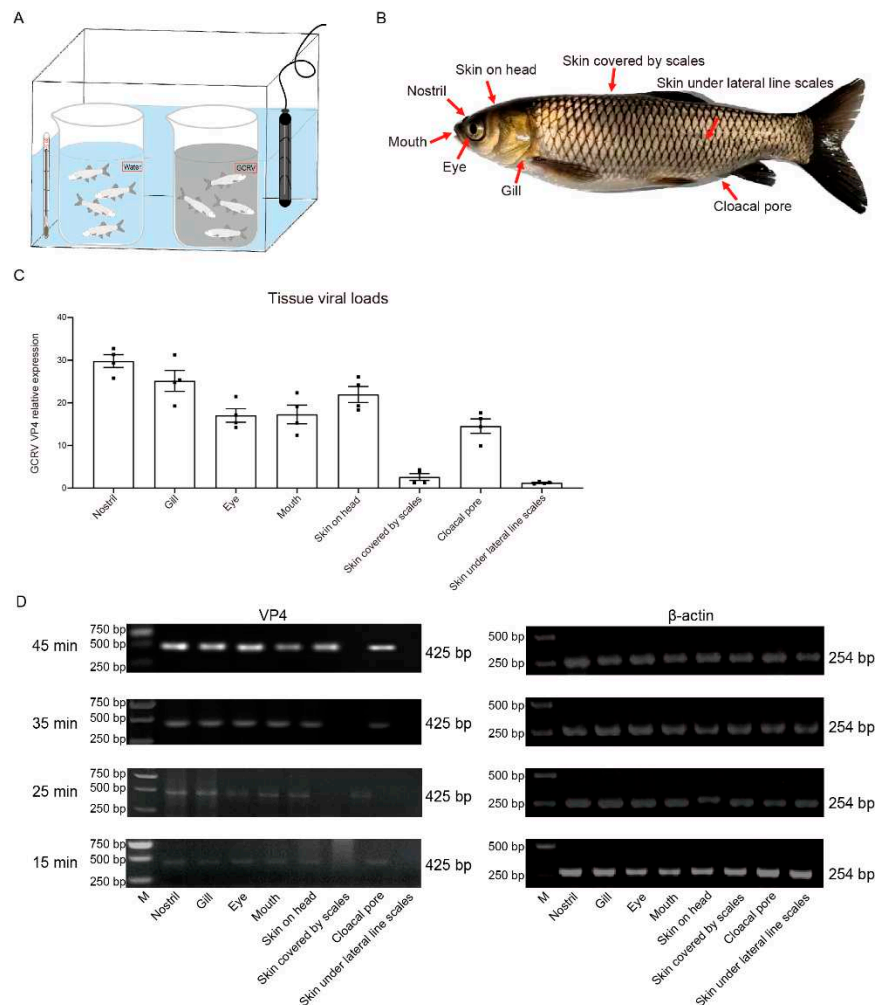 A
Water
GCRV
B
Skin covered by scales
Skin on head
Skin under lateral line scales
Nostril
Mouth
Eye
Gill
Cloacal pore
C
Tissue viral loads
GCRV VP4 relative expression
40
30
20
10
0
Nostril
Gill
Eye
Mouth
Skin on head
Skin covered by scales
Cloacal pore
Skin under lateral line scales
D
VP4
β-actin
45 min
750 bp
500 bp
250 bp
425 bp
500 bp
250 bp
254 bp
35 min
750 bp
500 bp
250 bp
425 bp
500 bp
250 bp
254 bp
25 min
750 bp
500 bp
250 bp
425 bp
500 bp
250 bp
254 bp
15 min
750 bp
500 bp
250 bp
425 bp
500 bp
250 bp
254 bp
M
Nostril
Gill
Eye
Mouth
Skin on head
Skin covered by scales
Cloacal pore
Skin under lateral line scales
M
Nostril
Gill
Eye
Mouth
Skin on head
Skin covered by scales
Cloacal pore
Skin under lateral line scales